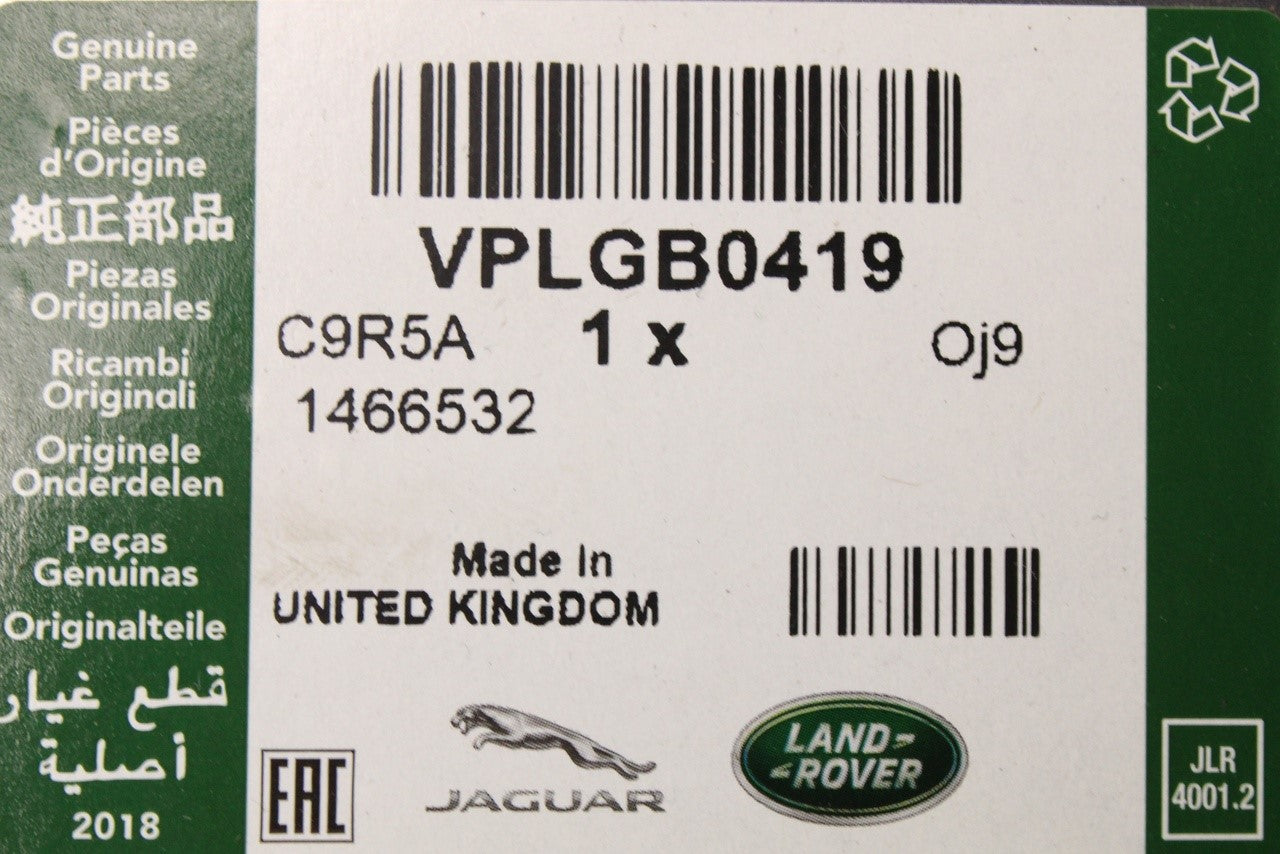 Genuine
Parts
Pièces
d'Origine
純正部品
Piezas
Originales
Ricambi
Originali
Originele
Onderdelen
Peças
Genuinas
Originalteile
قطع غيار
أصلية
2018
VPLGB0419
C9R5A 1 x Oj9
1466532
Made In
UNITED KINGDOM
EAC
JAGUAR
LAND-
-ROVER
JLR
4001.2